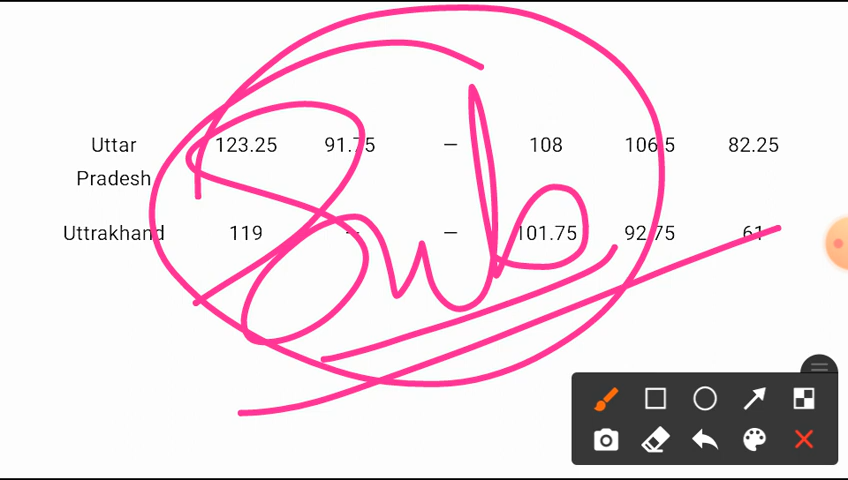 Uttar Pradesh 123.25 91.75 – 108 106.5 82.25
Uttrakhand 119 – – 101.75 92.75 61